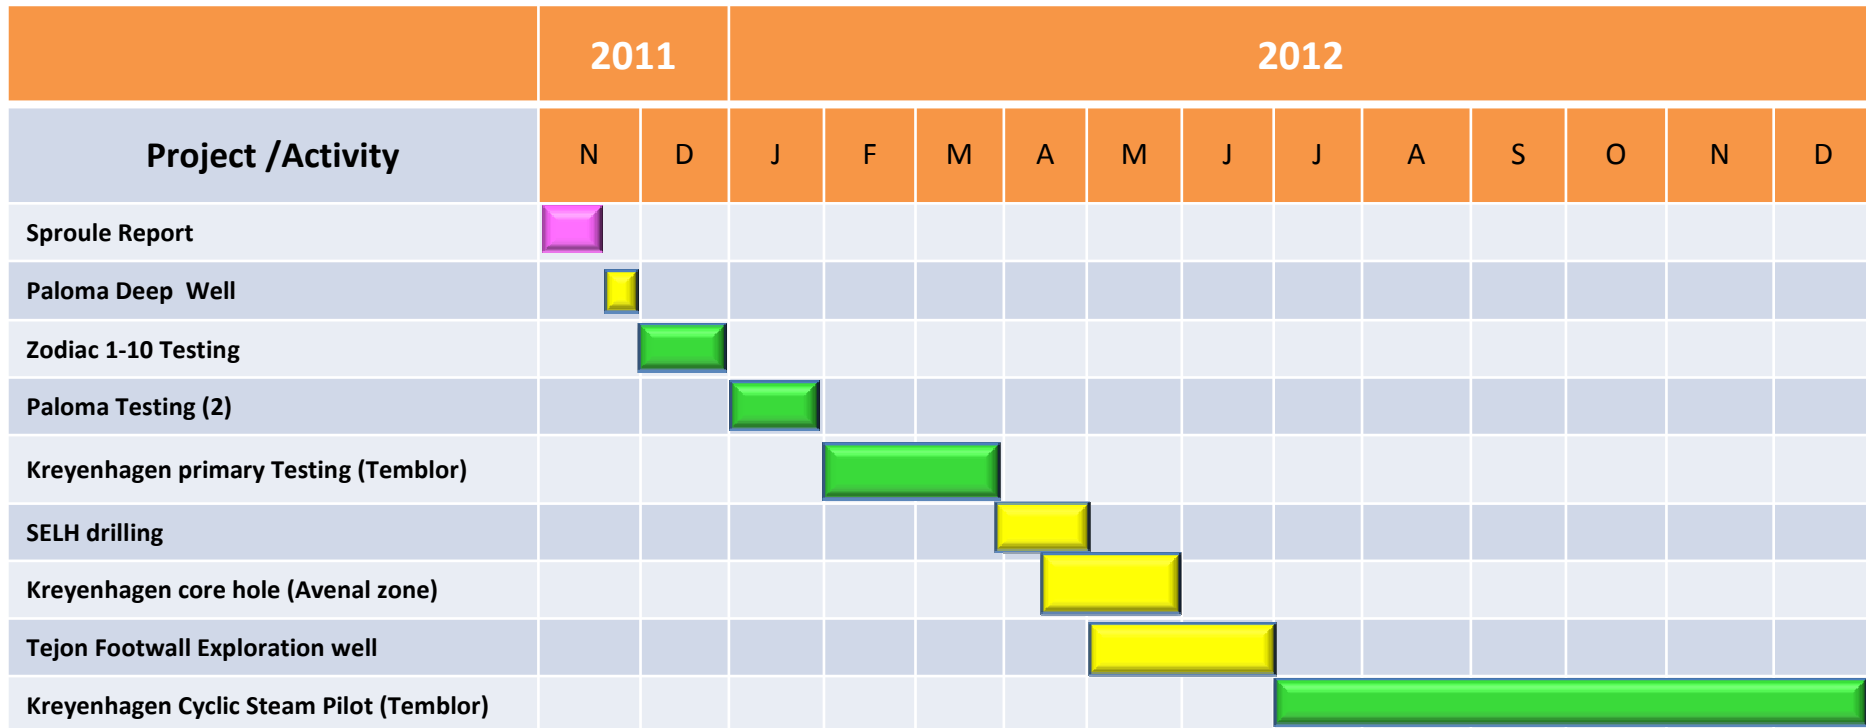 2011 2012
Project /Activity N D J F M A M J J A S O N D
Sproule Report
Paloma Deep  Well
Zodiac 1-10 Testing
Paloma Testing (2)
Kreyenhagen primary Testing (Temblor)
SELH drilling
Kreyenhagen core hole (Avenal zone)
Tejon Footwall Exploration well
Kreyenhagen Cyclic Steam Pilot (Temblor)